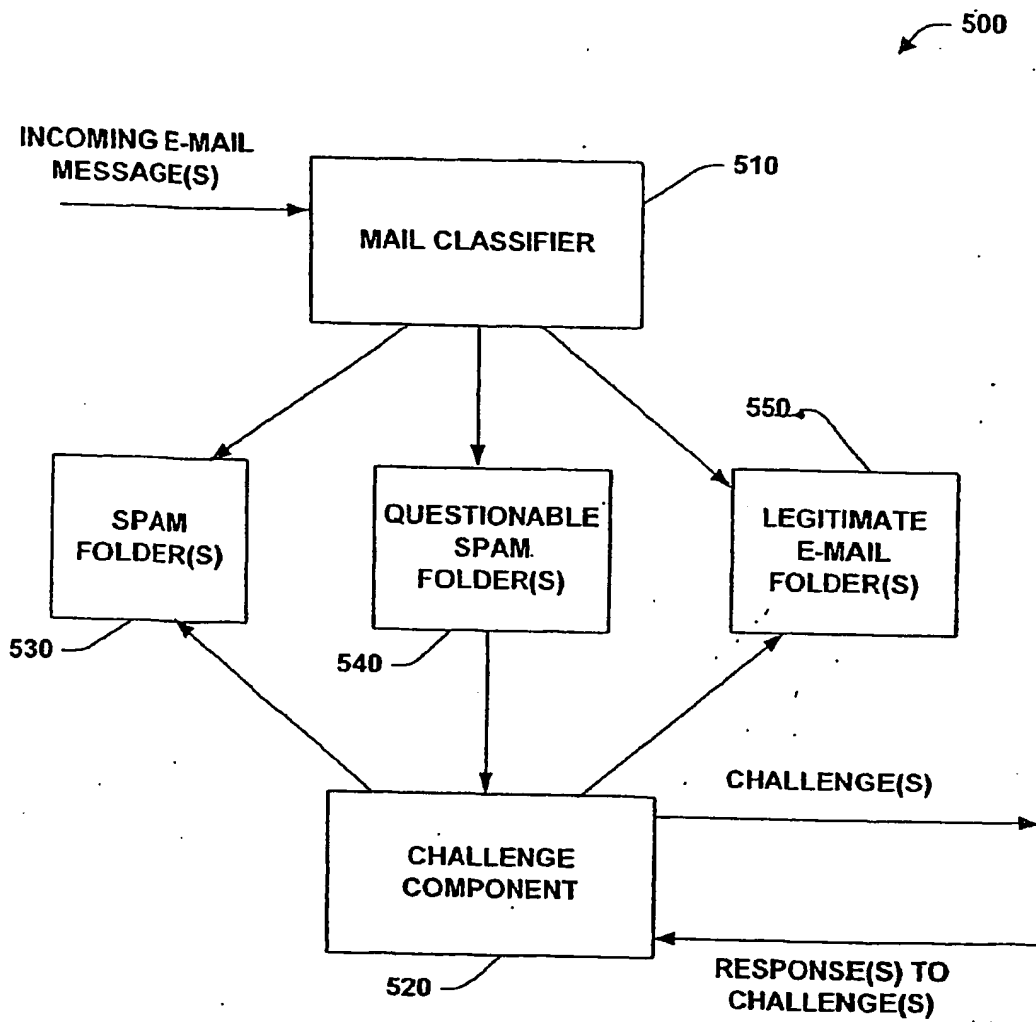 500
INCOMING E-MAIL
MESSAGE(S)
510
MAIL CLASSIFIER
550
SPAM
FOLDER(S)
QUESTIONABLE
SPAM
FOLDER(S)
LEGITIMATE
E-MAIL
FOLDER(S)
530
540
CHALLENGE(S)
CHALLENGE
COMPONENT
520
RESPONSE(S) TO
CHALLENGE(S)